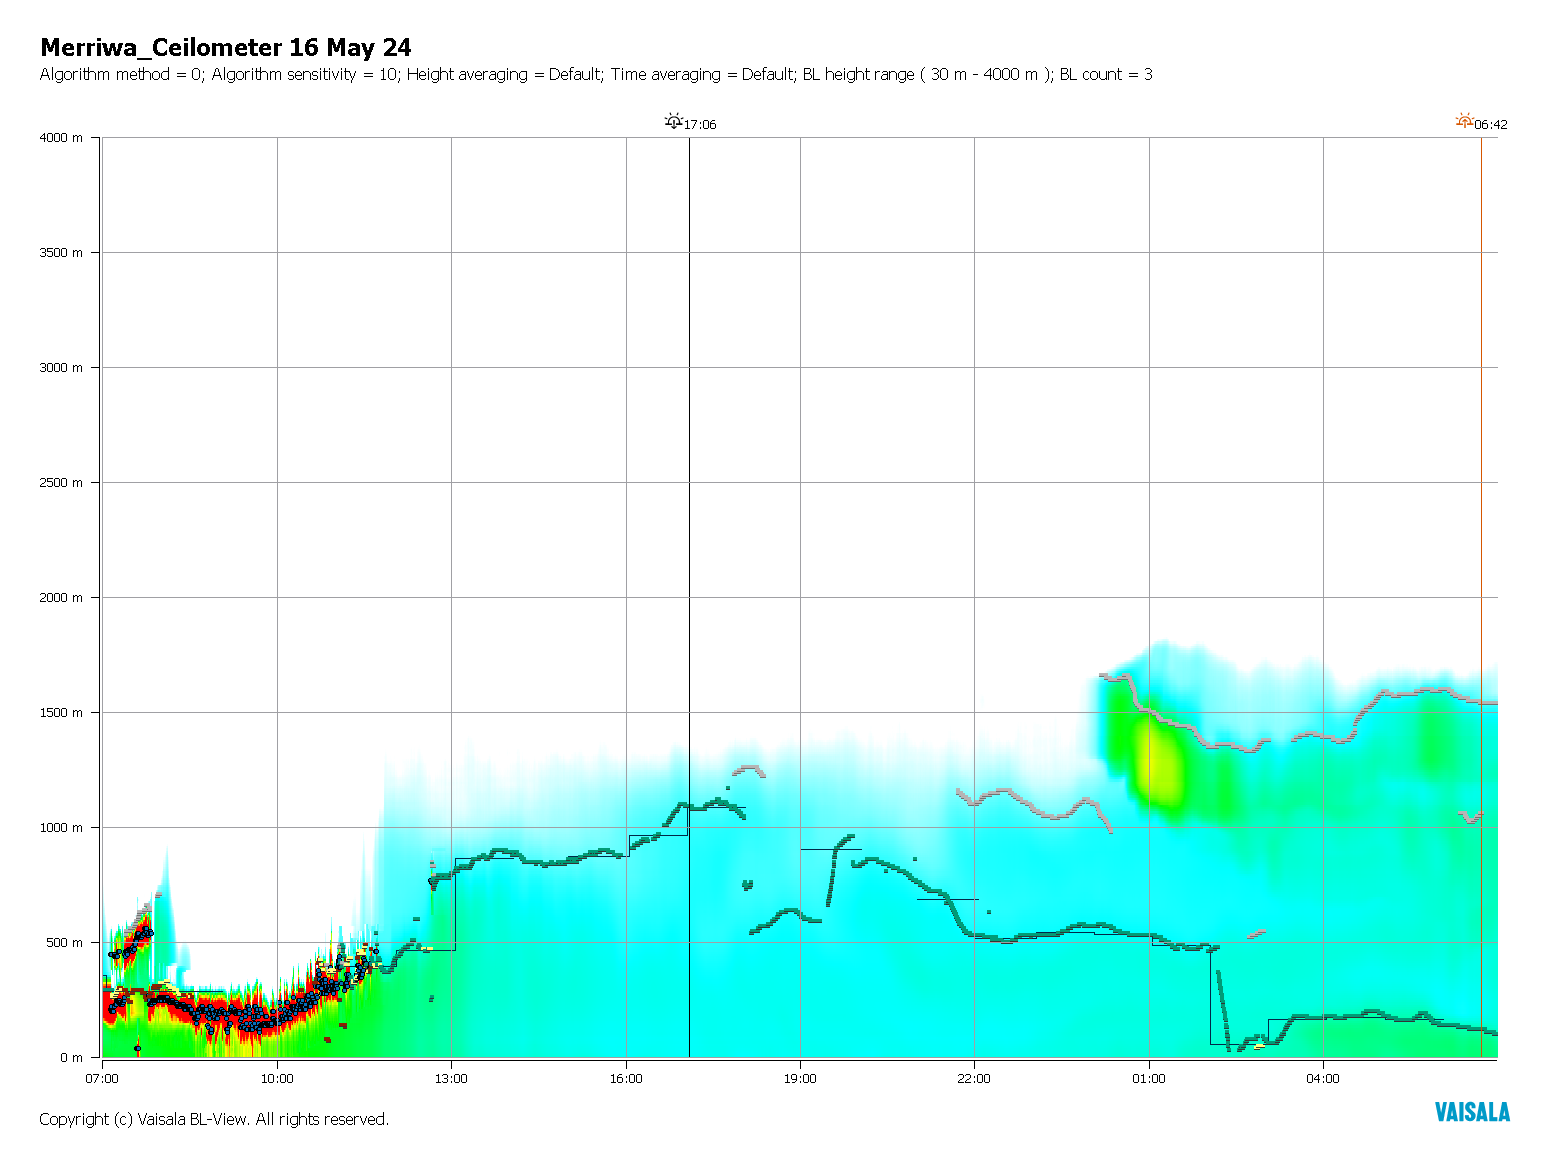 Merriwa_Ceilometer 16 May 24
Algorithm method = 0; Algorithm sensitivity = 10; Height averaging = Default; Time averaging = Default; BL height range ( 30 m - 4000 m ); BL count = 3
17:06
06:42
4000 m
3500 m
3000 m
2500 m
2000 m
1500 m
1000 m
500 m
0 m
07:00 10:00 13:00 16:00 19:00 22:00 01:00 04:00
Copyright (c) Vaisala BL-View. All rights reserved.
VAISALA